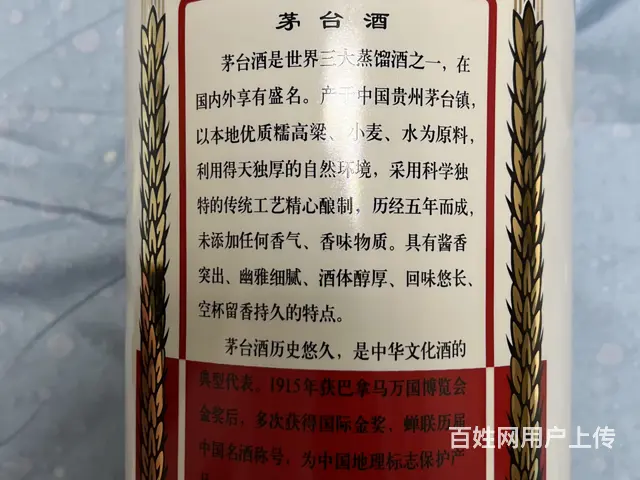 茅台酒
茅台酒是世界三大蒸馏酒之一，在
国内外享有盛名。产于中国贵州茅台镇，
以本地优质糯高粱、小麦、水为原料，
利用得天独厚的自然环境，采用科学独
特的传统工艺精心酿制，历经五年而成，
未添加任何香气、香味物质。具有酱香
突出、幽雅细腻、酒体醇厚、回味悠长、
空杯留香持久的特点。
茅台酒历史悠久，是中华文化酒的
典型代表。1915年获巴拿马万国博览会
金奖后，多次获得国际金奖，蝉联历届
中国名酒称号，为中国地理标志保护产
百姓网用户上传